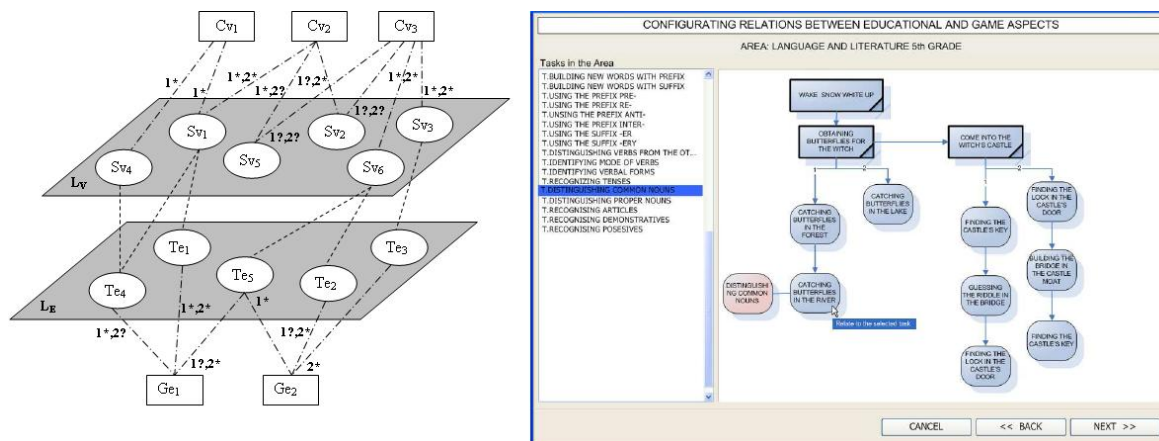 Cv1
Cv2
Cv3
1*
1*
1*,2*
1*,2?
1?,2?
1?,2?
1*,2*
1*,2*
Sv1
Sv2
Sv3
Sv4
Sv5
Sv6
LV
Te1
Te2
Te3
Te4
Te5
LE
1*,2?
1*,2*
1?,2*
1*
1?,2*
2*
Ge1
Ge2
CONFIGURATING RELATIONS BETWEEN EDUCATIONAL AND GAME ASPECTS
AREA: LANGUAGE AND LITERATURE 5th GRADE
Tasks in the Area
T.BUILDING NEW WORDS WITH PREFIX
T.BUILDING NEW WORDS WITH SUFFIX
T.USING THE PREFIX PRE-
T.USING THE PREFIX RE-
T.UNSING THE PREFIX ANTI-
T.USING THE PREFIX INTER-
T.USING THE SUFFIX -ER
T.USING THE SUFFIX -ERY
T.DISTINGUISHING VERBS FROM THE OT...
T.IDENTIFYING MODE OF VERBS
T.IDENTIFYING VERBAL FORMS
T.RECOGNIZING TENSES
T.DISTINGUISHING COMMON NOUNS
T.DISTINGUISHING PROPER NOUNS
T.RECOGNISING ARTICLES
T.RECOGNISING DEMONSTRATIVES
T.RECOGNISING POSESIVES
WAKE SNOW WHITE UP
OBTAINING
BUTTERFLIES FOR
THE WITCH
COME INTO THE
WITCH'S CASTLE
1
2
2
CATCHING
BUTTERFLIES
IN THE
FOREST
CATCHING
BUTTERFLIES
IN THE LAKE
DISTINGUISHI
NG COMMON
NOUNS
CATCHING
BUTTERFLIES
IN THE RIVER
Relate to the selected task
FINDING THE
CASTLE'S KEY
GUESSING
THE RIDDLE IN
THE BRIDGE
FINDING THE
LOCK IN THE
CASTLE'S
DOOR
FINDING THE
LOCK IN THE
CASTLE'S
DOOR
BUILDING THE
BRIDGE IN
THE CASTLE
MOAT
FINDING THE
CASTLE'S KEY
CANCEL
<< BACK
NEXT >>